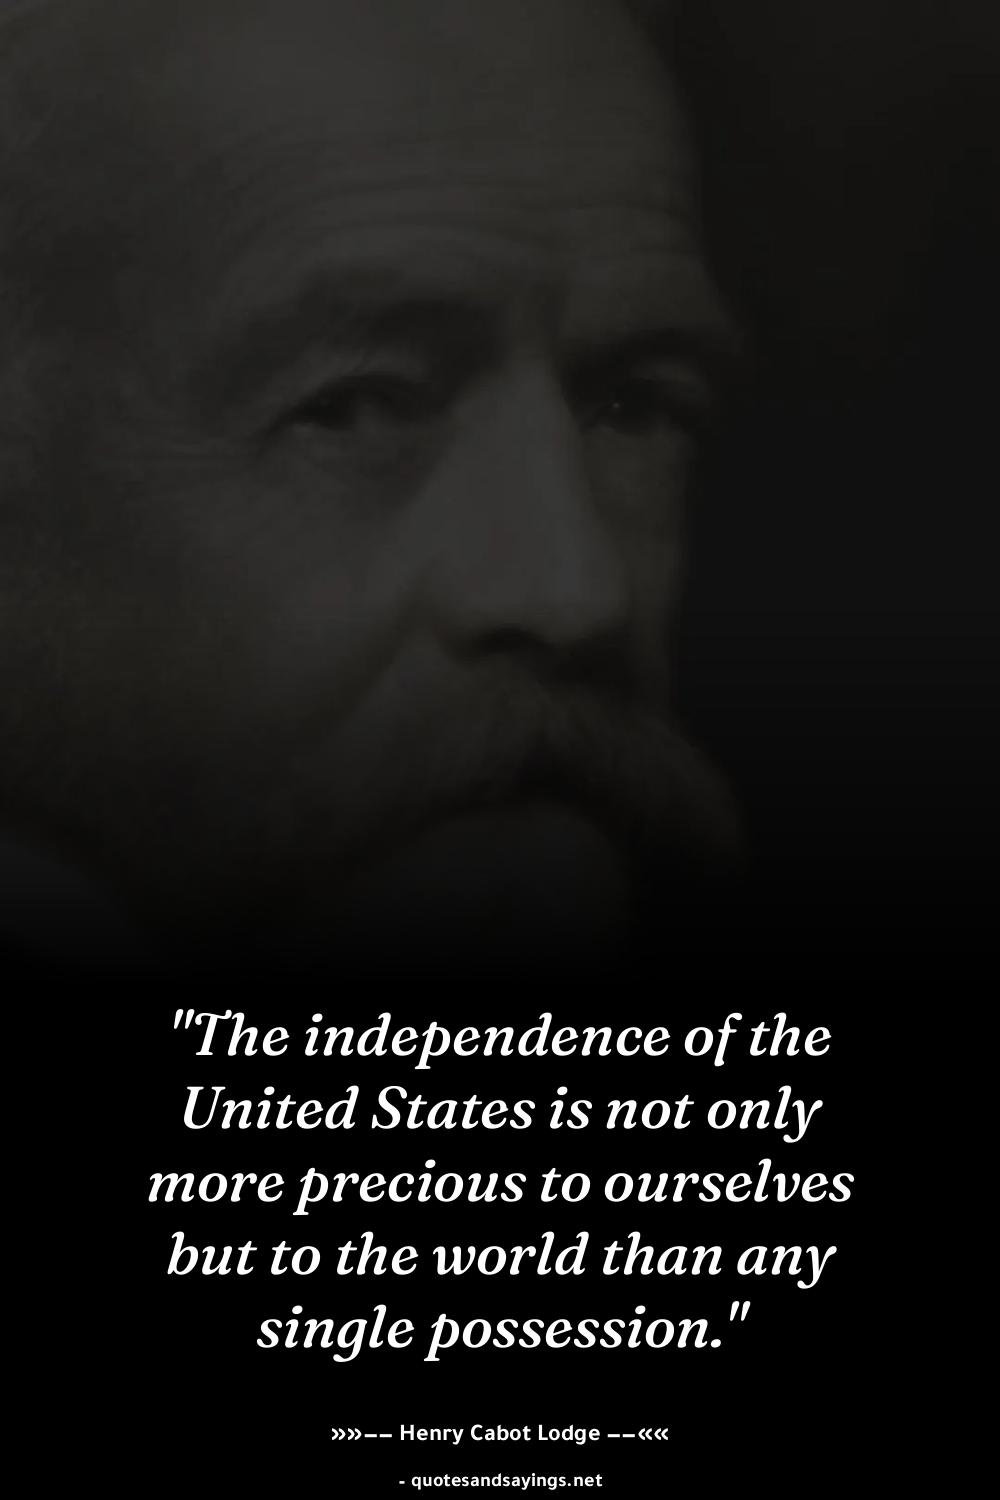 "The independence of the
United States is not only
more precious to ourselves
but to the world than any
single possession."
»»−− Henry Cabot Lodge −−««
- quotesandsayings.net